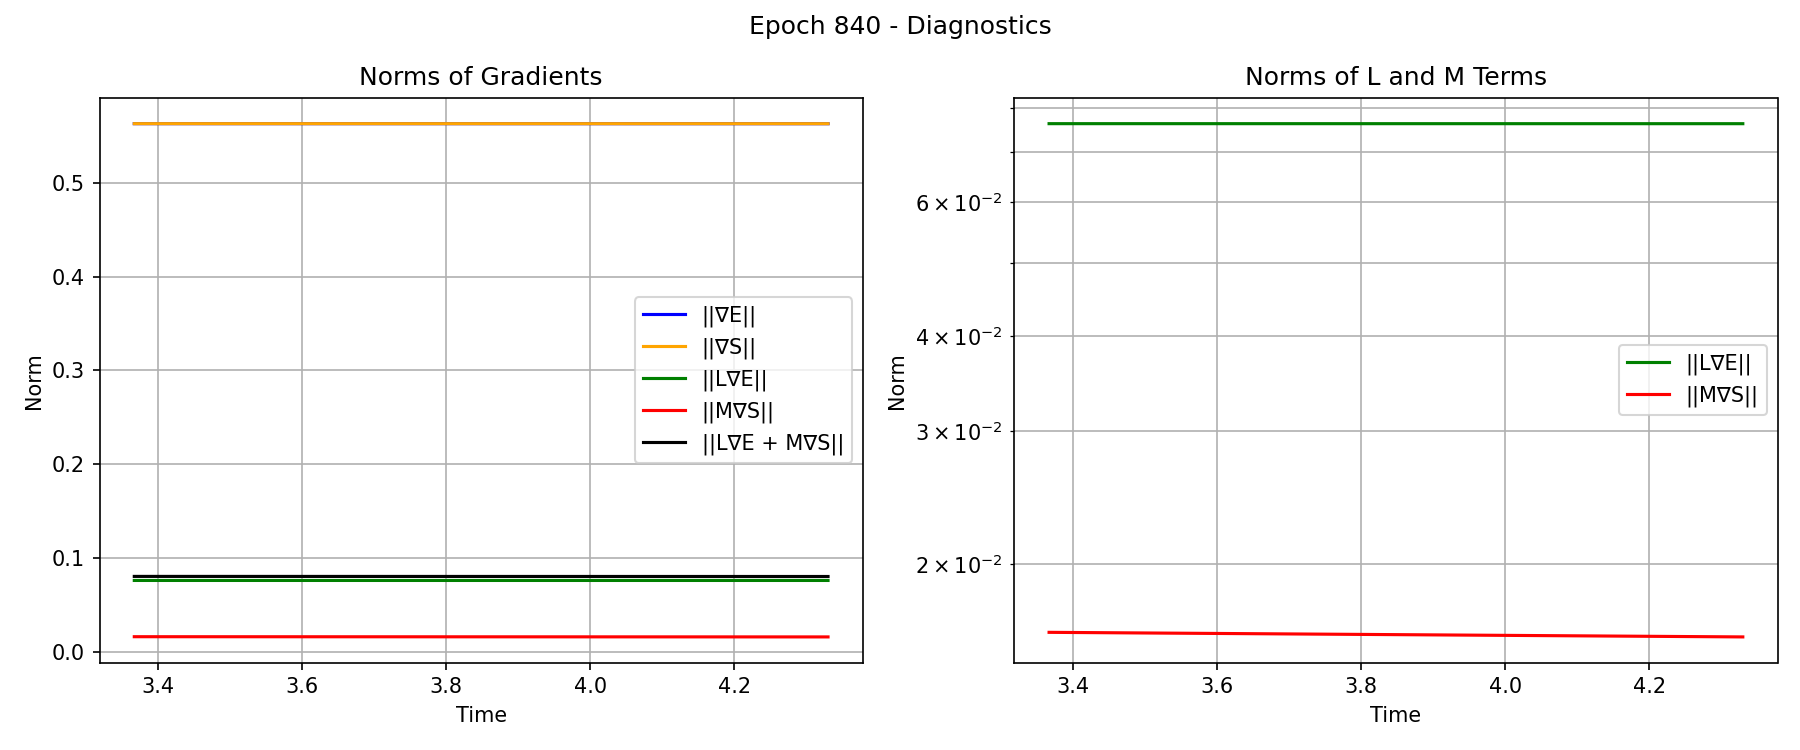 Epoch 840 - Diagnostics
Norms of Gradients
Norm
0.5
0.4
0.3
0.2
0.1
0.0
||∇E||
||∇S||
||L∇E||
||M∇S||
||L∇E + M∇S||
3.4 3.6 3.8 4.0 4.2
Time
Norms of L and M Terms
Norm
6 × 10⁻²
4 × 10⁻²
3 × 10⁻²
2 × 10⁻²
||L∇E||
||M∇S||
3.4 3.6 3.8 4.0 4.2
Time